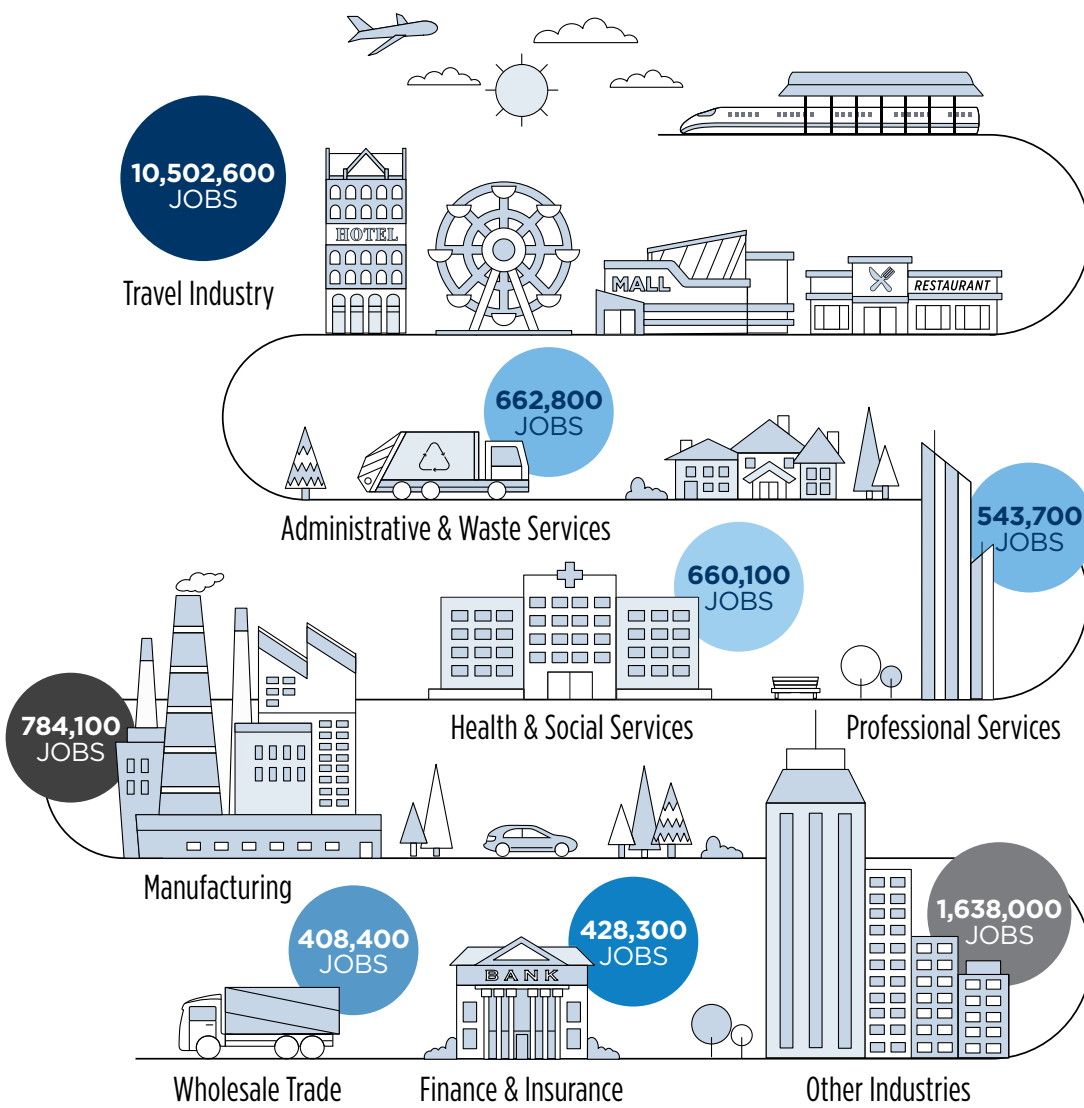 10,502,600
JOBS
Travel Industry
HOTEL
MALL
RESTAURANT
662,800
JOBS
Administrative & Waste Services
543,700
JOBS
Professional Services
660,100
JOBS
Health & Social Services
784,100
JOBS
Manufacturing
408,400
JOBS
Wholesale Trade
428,300
JOBS
BANK
Finance & Insurance
1,638,000
JOBS
Other Industries